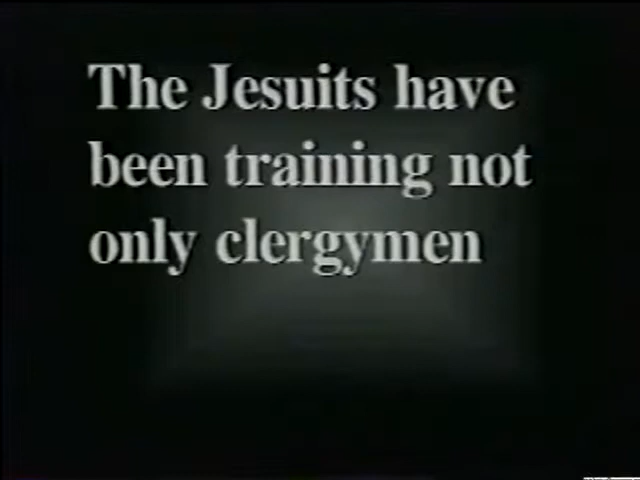 The Jesuits have
been training not
only clergymen